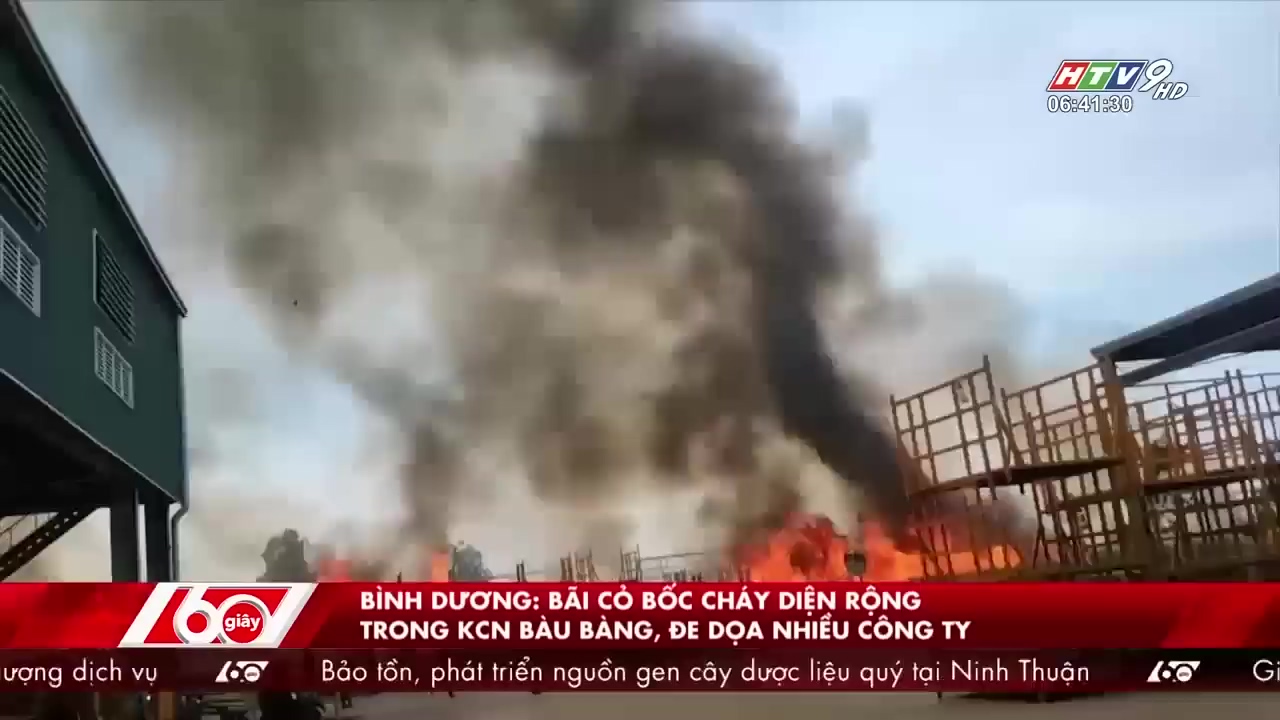 HTV9 HD
06:41:30
60 giây
BÌNH DƯƠNG: BÃI CỎ BỐC CHÁY DIỆN RỘNG
TRONG KCN BÀU BÀNG, ĐE DỌA NHIỀU CÔNG TY
ượng dịch vụ 60 Bảo tồn, phát triển nguồn gen cây dược liệu quý tại Ninh Thuận 60 Gi